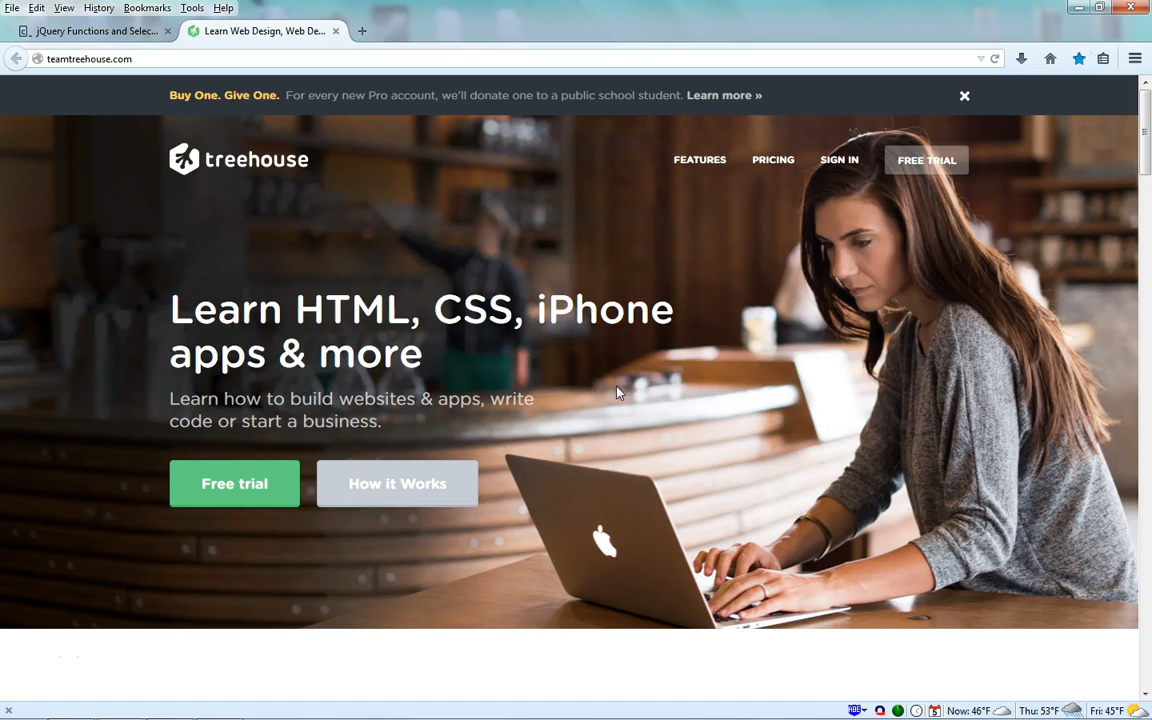 File Edit View History Bookmarks Tools Help
jQuery Functions and Selec...
Learn Web Design, Web De...
teamtreehouse.com
Buy One. Give One. For every new Pro account, we'll donate one to a public school student. Learn more »
treehouse
FEATURES PRICING SIGN IN FREE TRIAL
Learn HTML, CSS, iPhone
apps & more
Learn how to build websites & apps, write
code or start a business.
Free trial How it Works
Now: 46°F Thu: 53°F Fri: 45°F